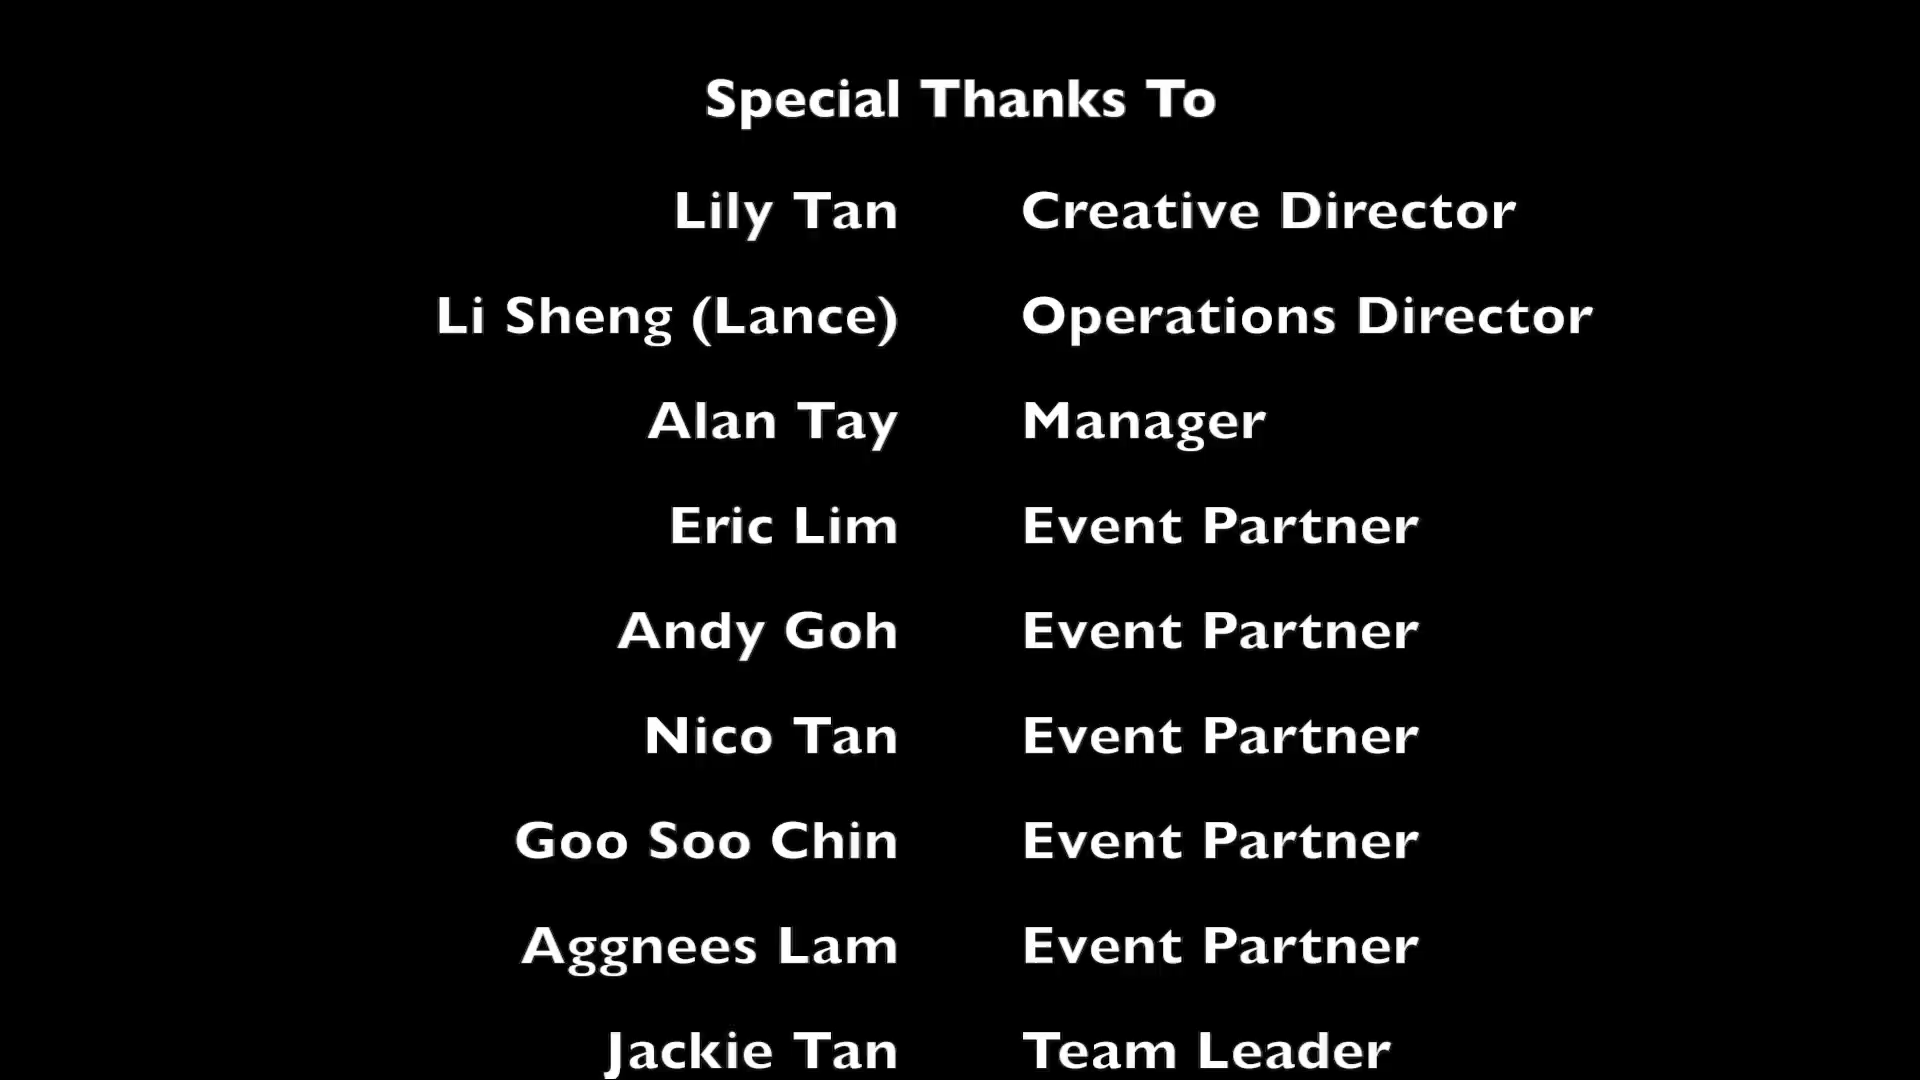 Special Thanks To
Lily Tan Creative Director
Li Sheng (Lance) Operations Director
Alan Tay Manager
Eric Lim Event Partner
Andy Goh Event Partner
Nico Tan Event Partner
Goo Soo Chin Event Partner
Aggnees Lam Event Partner
Jackie Tan Team Leader